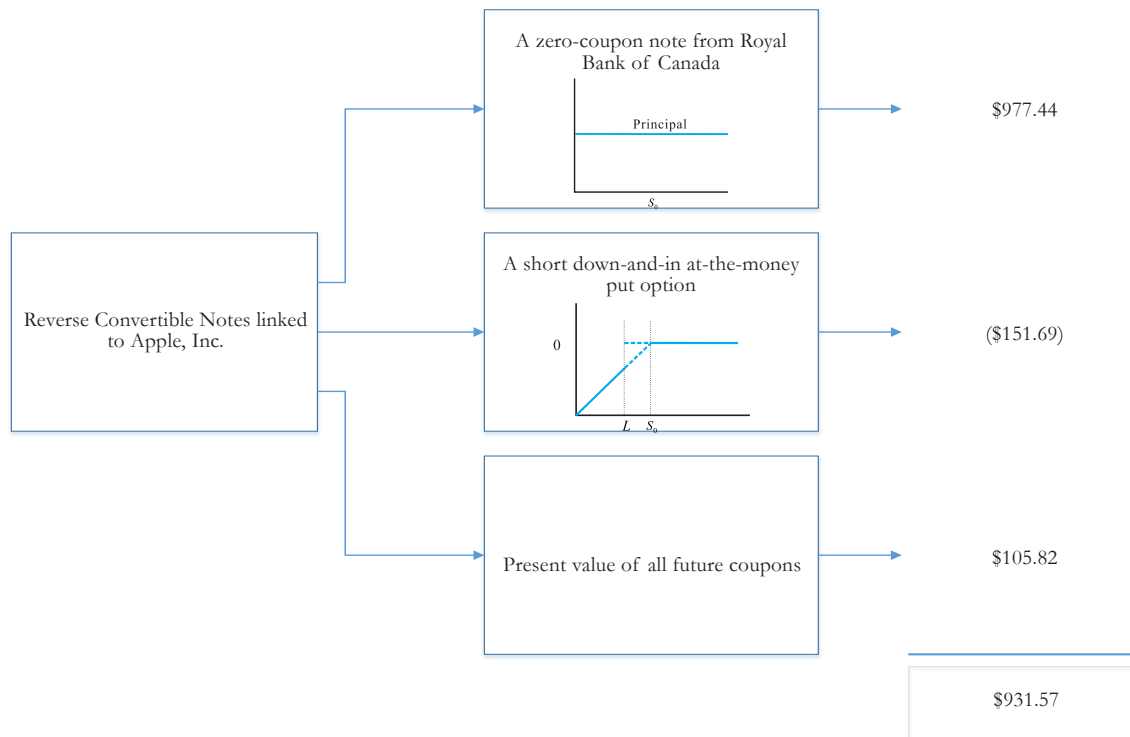 A zero-coupon note from Royal
Bank of Canada
Principal
S₀
$977.44
Reverse Convertible Notes linked
to Apple, Inc.
A short down-and-in at-the-money
put option
0
L S₀
($151.69)
Present value of all future coupons
$105.82
$931.57